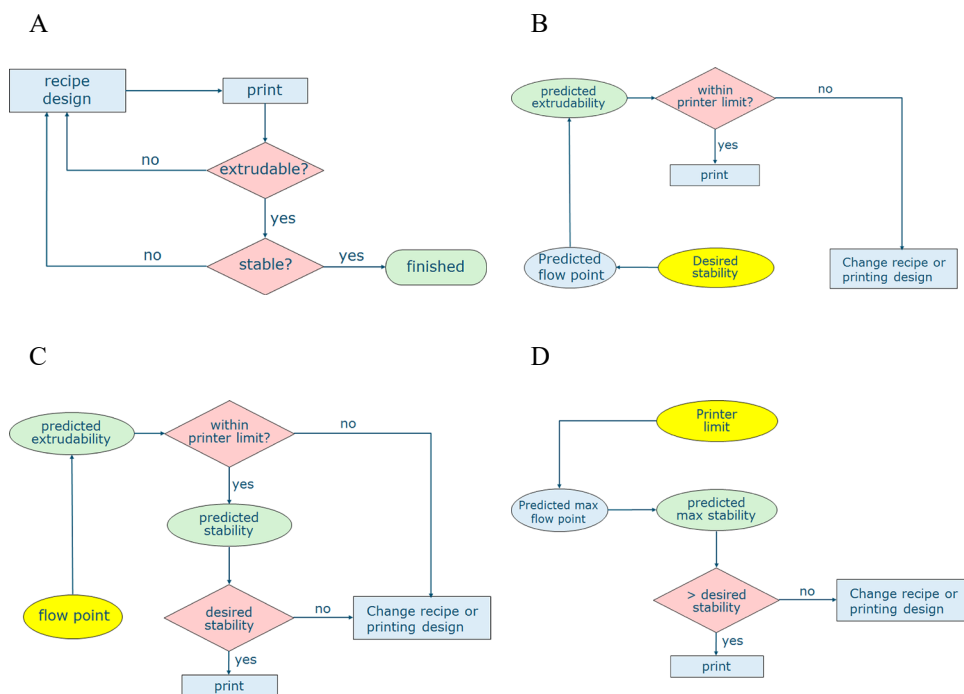 A
recipe
design
print
no
extrudable?
yes
no
stable?
yes
finished
B
predicted
extrudability
within
printer limit?
no
yes
print
Predicted
flow point
Desired
stability
Change recipe or
printing design
C
predicted
extrudability
within
printer limit?
no
yes
predicted
stability
flow point
desired
stability
no
Change recipe or
printing design
yes
print
D
Printer
limit
Predicted max
flow point
predicted
max stability
> desired
stability
no
Change recipe or
printing design
yes
print